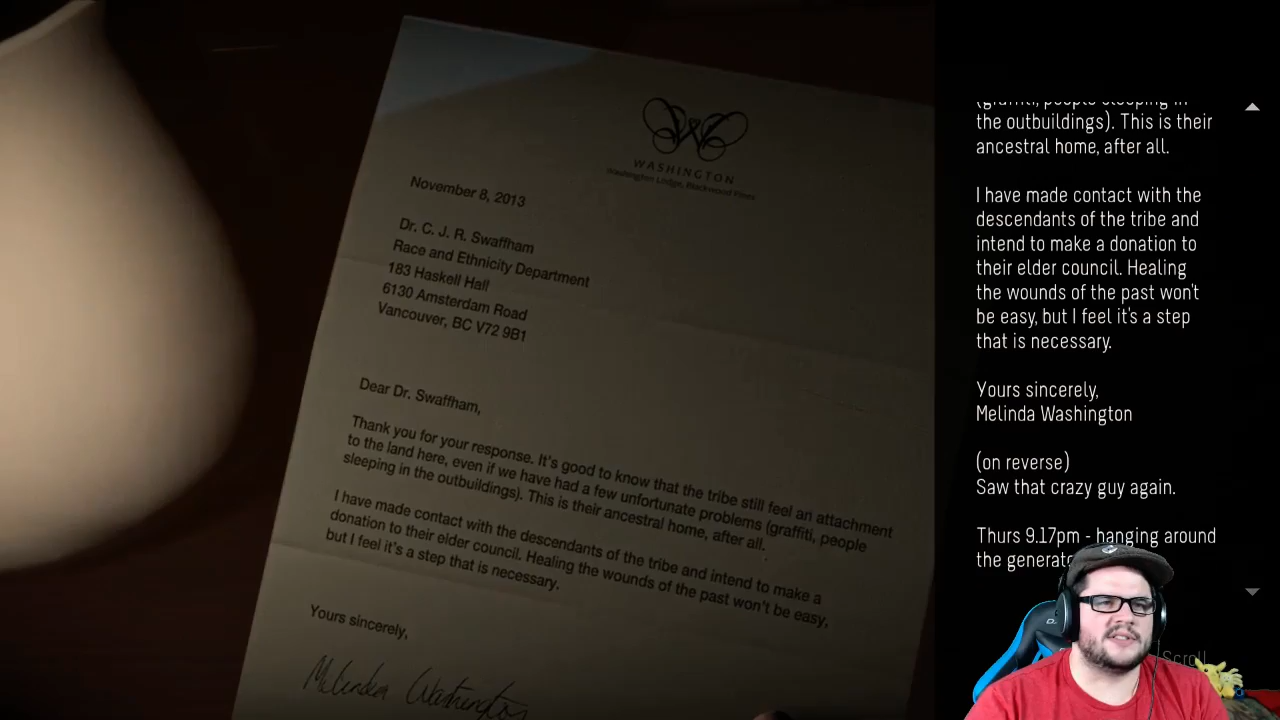 WASHINGTON
Washington Lodge, Blackwood Pines
November 8, 2013
Dr. C. J. R. Swaffham
Race and Ethnicity Department
183 Haskell Hall
6130 Amsterdam Road
Vancouver, BC V72 9B1
Dear Dr. Swaffham,
Thank you for your response. It's good to know that the tribe still feel an attachment
to the land here, even if we have had a few unfortunate problems (graffiti, people
sleeping in the outbuildings). This is their ancestral home, after all.
I have made contact with the descendants of the tribe and intend to make a
donation to their elder council. Healing the wounds of the past won't be easy,
but I feel it's a step that is necessary.
Yours sincerely,
Melinda Washington
(graffiti, people sleeping in
the outbuildings). This is their
ancestral home, after all.
I have made contact with the
descendants of the tribe and
intend to make a donation to
their elder council. Healing
the wounds of the past won't
be easy, but I feel it's a step
that is necessary.
Yours sincerely,
Melinda Washington
(on reverse)
Saw that crazy guy again.
Thurs 9.17pm - hanging around
the
Scroll